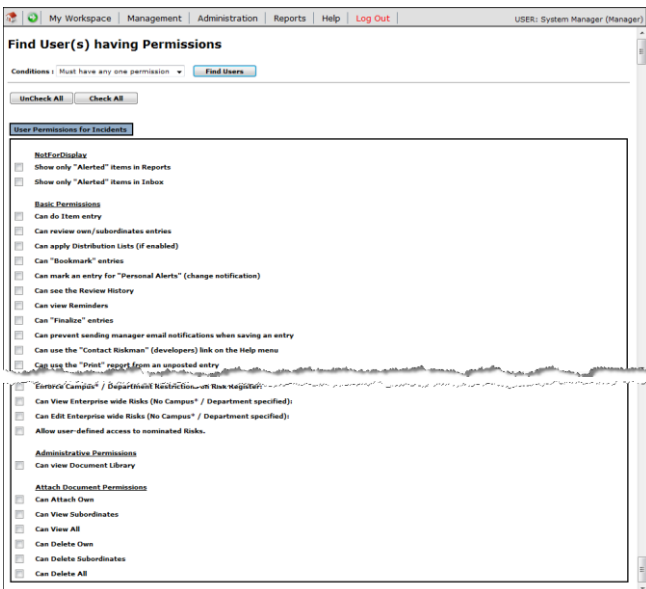 My Workspace | Management | Administration | Reports | Help | Log Out | USER: System Manager (Manager)
Find User(s) having Permissions
Conditions : Must have any one permission Find Users
UnCheck All Check All
User Permissions for Incidents
NotForDisplay
Show only "Alerted" items in Reports
Show only "Alerted" items in Inbox
Basic Permissions
Can do Item entry
Can review own/subordinates entries
Can apply Distribution Lists (if enabled)
Can "Bookmark" entries
Can mark an entry for "Personal Alerts" (change notification)
Can see the Review History
Can view Reminders
Can "Finalize" entries
Can prevent sending manager email notifications when saving an entry
Can use the "Contact Riskman" (developers) link on the Help menu
Can use the "Print" report from an unposted entry
Enforce Campus* / Department Restrictions on Risk Register:
Can View Enterprise wide Risks (No Campus* / Department specified):
Can Edit Enterprise wide Risks (No Campus* / Department specified):
Allow user-defined access to nominated Risks.
Administrative Permissions
Can view Document Library
Attach Document Permissions
Can Attach Own
Can View Subordinates
Can View All
Can Delete Own
Can Delete Subordinates
Can Delete All